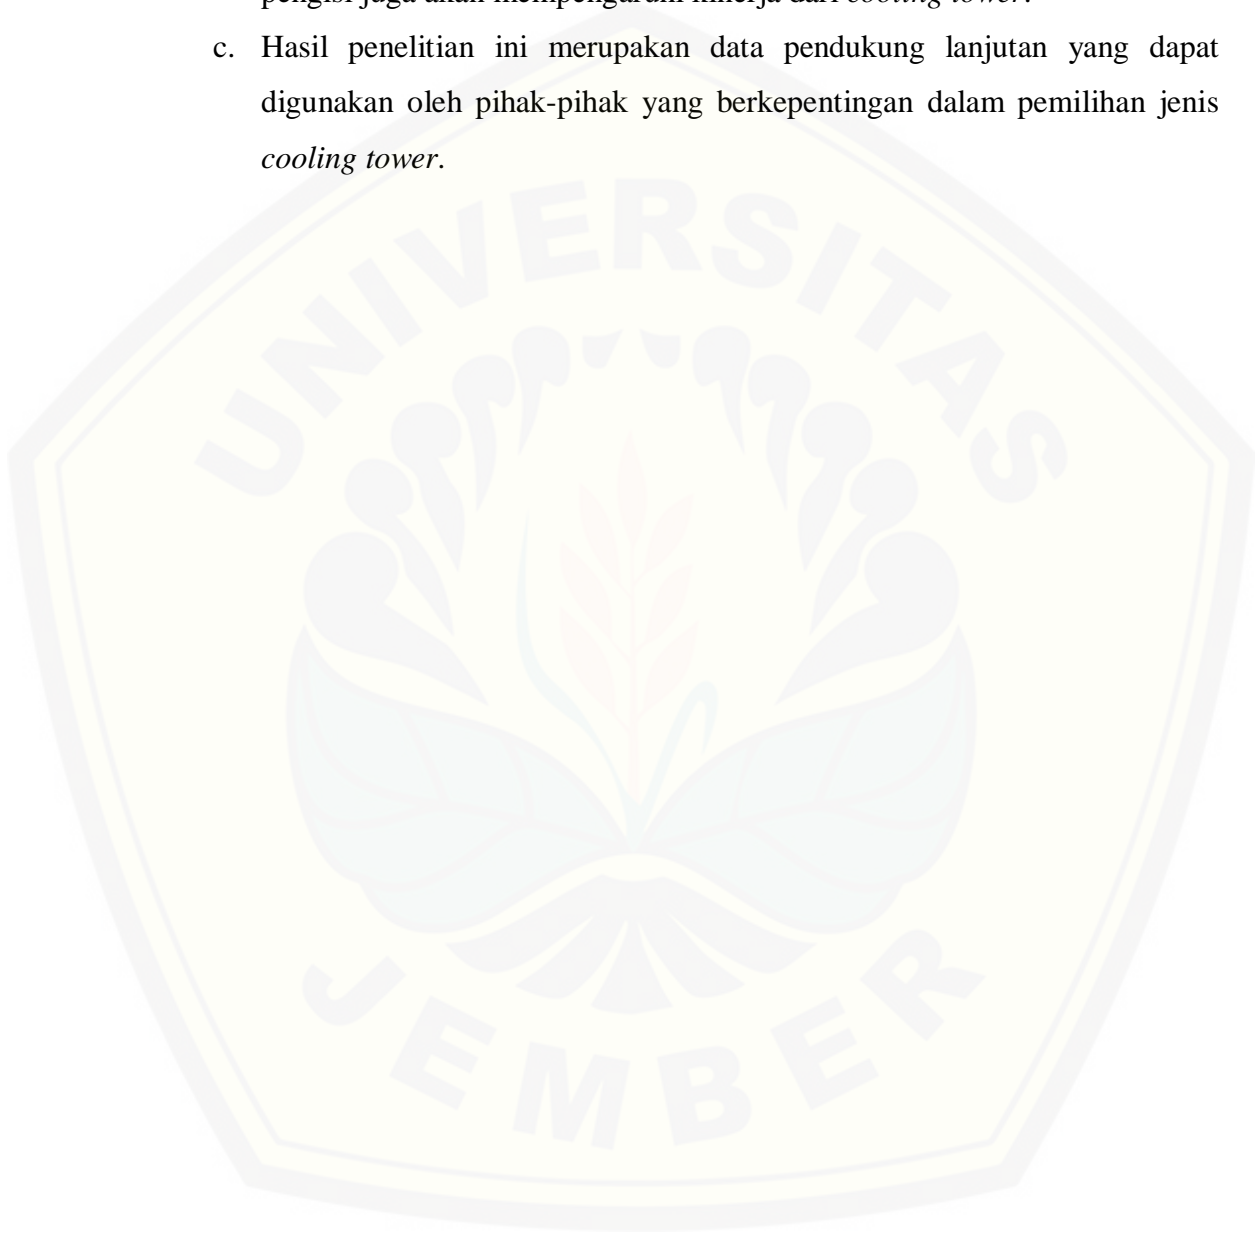 pengisi juga akan mempengaruhi kinerja dari cooling tower.
c. Hasil penelitian ini merupakan data pendukung lanjutan yang dapat
digunakan oleh pihak-pihak yang berkepentingan dalam pemilihan jenis
cooling tower.
UNIVERSITAS
JEMBER